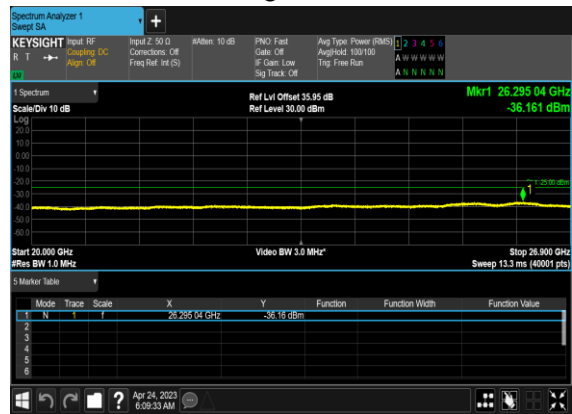 Spectrum Analyzer 1
Swept SA
+
KEYSIGHT Input: RF
R T Coupling: DC
Align: Off
LXI
Input Z: 50 Ω
Corrections: Off
Freq Ref: Int (S)
#Atten: 10 dB
PNO: Fast
Gate: Off
IF Gain: Low
Sig Track: Off
Avg Type: Power (RMS)
Avg|Hold: 100/100
Trig: Free Run
1 2 3 4 5 6
A W W W W W
A N N N N N
1 Spectrum
Scale/Div 10 dB
Ref Lvl Offset 35.95 dB
Ref Level 30.00 dBm
Mkr1 26.295 04 GHz
-36.161 dBm
Log
20.0
10.0
0.00
-10.0
-20.0
-30.0
-40.0
-50.0
-60.0
25.00 dBm
1
Start 20.000 GHz
#Res BW 1.0 MHz
Video BW 3.0 MHz*
Stop 26.900 GHz
Sweep 13.3 ms (40001 pts)
5 Marker Table
Mode Trace Scale X Y Function Function Width Function Value
1 N 1 f 26.295 04 GHz -36.16 dBm
2
3
4
5
6
?
Apr 24, 2023
6:09:33 AM